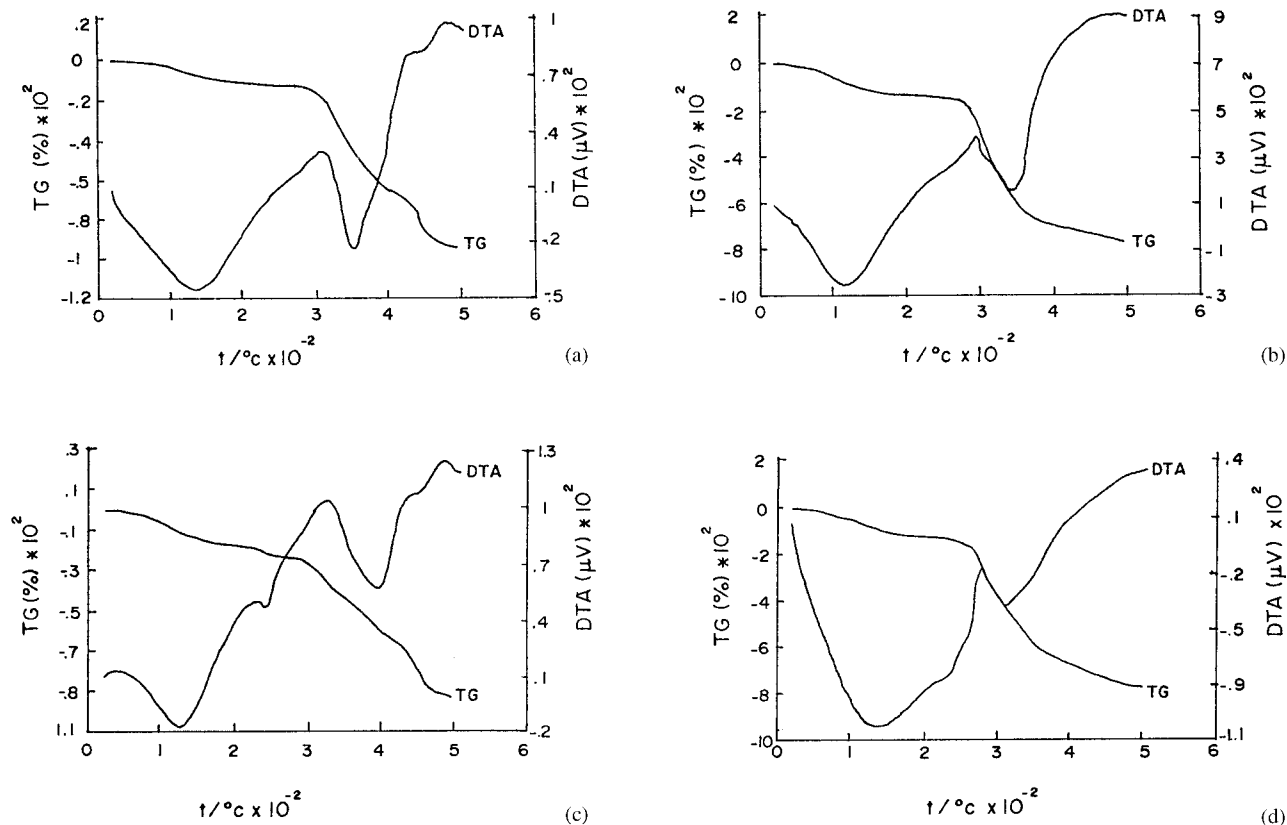 .2
0
-.2
-.4
-.5
-.8
-1
-1.2
TG (%) * 10²
1
.7
.4
.1
-.2
-.5
DTA (μV) * 10²
DTA
TG
0 1 2 3 4 5 6
t/°c x 10⁻²
(a)
2
0
-2
-4
-6
-8
-10
TG (%) * 10²
9
7
5
3
1
-1
-3
DTA (μV) * 10²
DTA
TG
0 1 2 3 4 5 6
t/°c x 10⁻²
(b)
.3
.1
-.1
-.3
-.5
-.7
-.8
1.1
TG (%) * 10²
1.3
1
.7
.4
.1
-.2
DTA (μV) * 10²
DTA
TG
0 1 2 3 4 5 6
t/°c x 10⁻²
(c)
2
0
-2
-4
-6
-8
-10
TG (%) * 10²
.4
.1
-.2
-.5
-.9
-1.1
DTA (μV) x 10²
DTA
TG
0 1 2 3 4 5 6
t/°c x 10⁻²
(d)